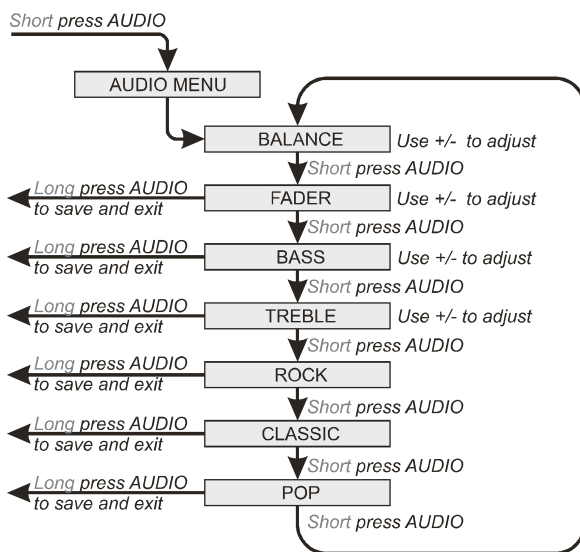 Short press AUDIO
AUDIO MENU
BALANCE Use +/- to adjust
Short press AUDIO
Long press AUDIO
to save and exit
FADER Use +/- to adjust
Short press AUDIO
Long press AUDIO
to save and exit
BASS Use +/- to adjust
Short press AUDIO
Long press AUDIO
to save and exit
TREBLE Use +/- to adjust
Short press AUDIO
Long press AUDIO
to save and exit
ROCK
Short press AUDIO
Long press AUDIO
to save and exit
CLASSIC
Short press AUDIO
Long press AUDIO
to save and exit
POP
Short press AUDIO